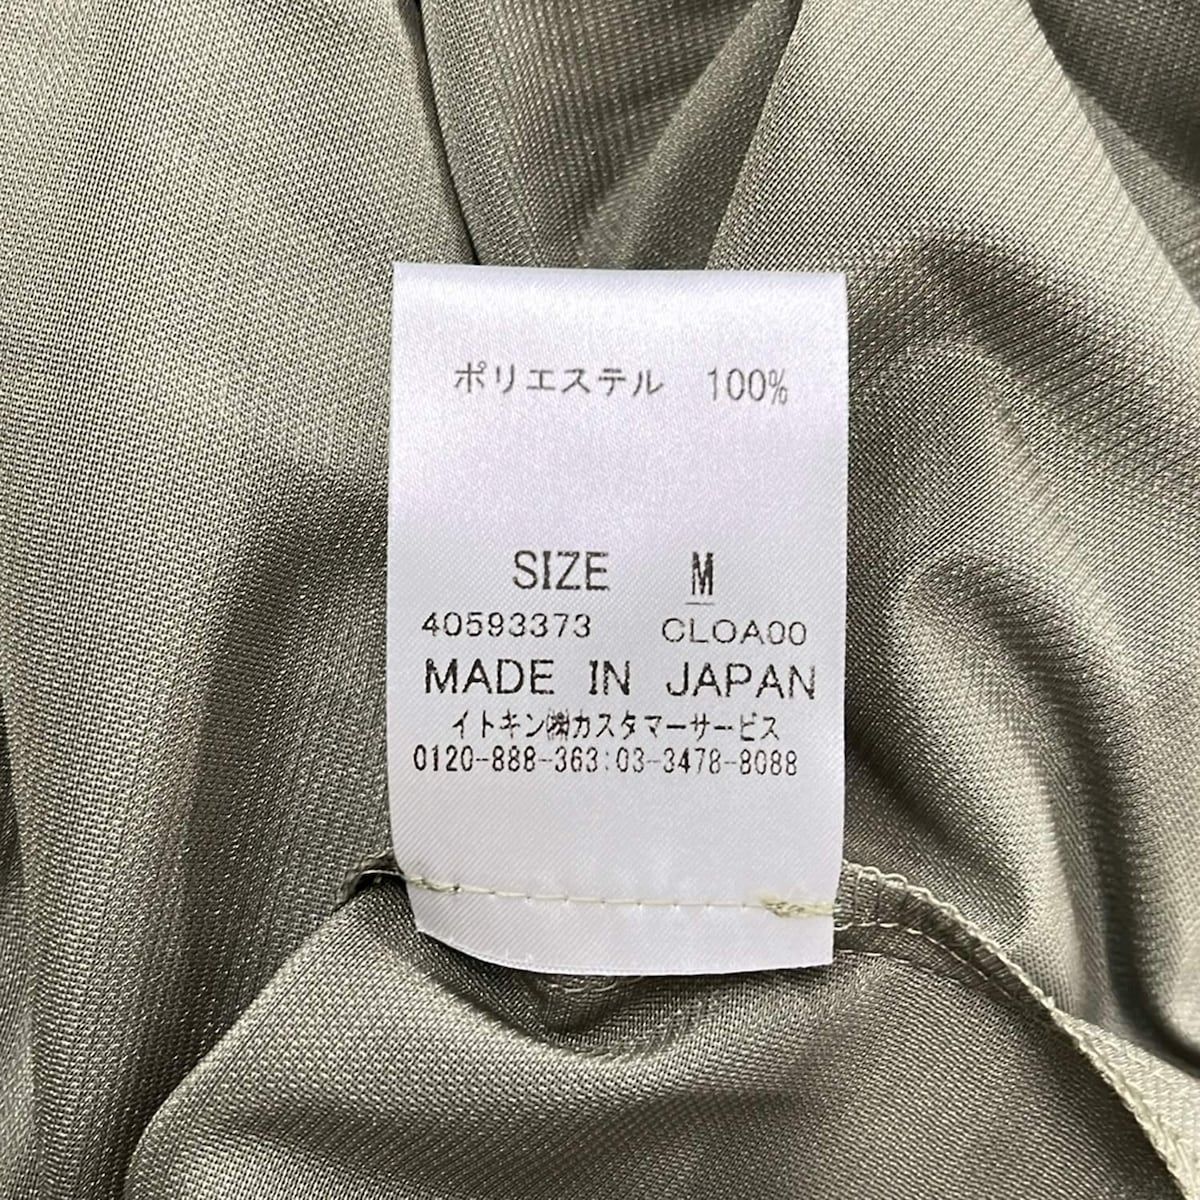 ポリエステル 100%
SIZE M
40593373 CLOA00
MADE IN JAPAN
イトキン㈱カスタマーサービス
0120-888-363:03-3478-8088